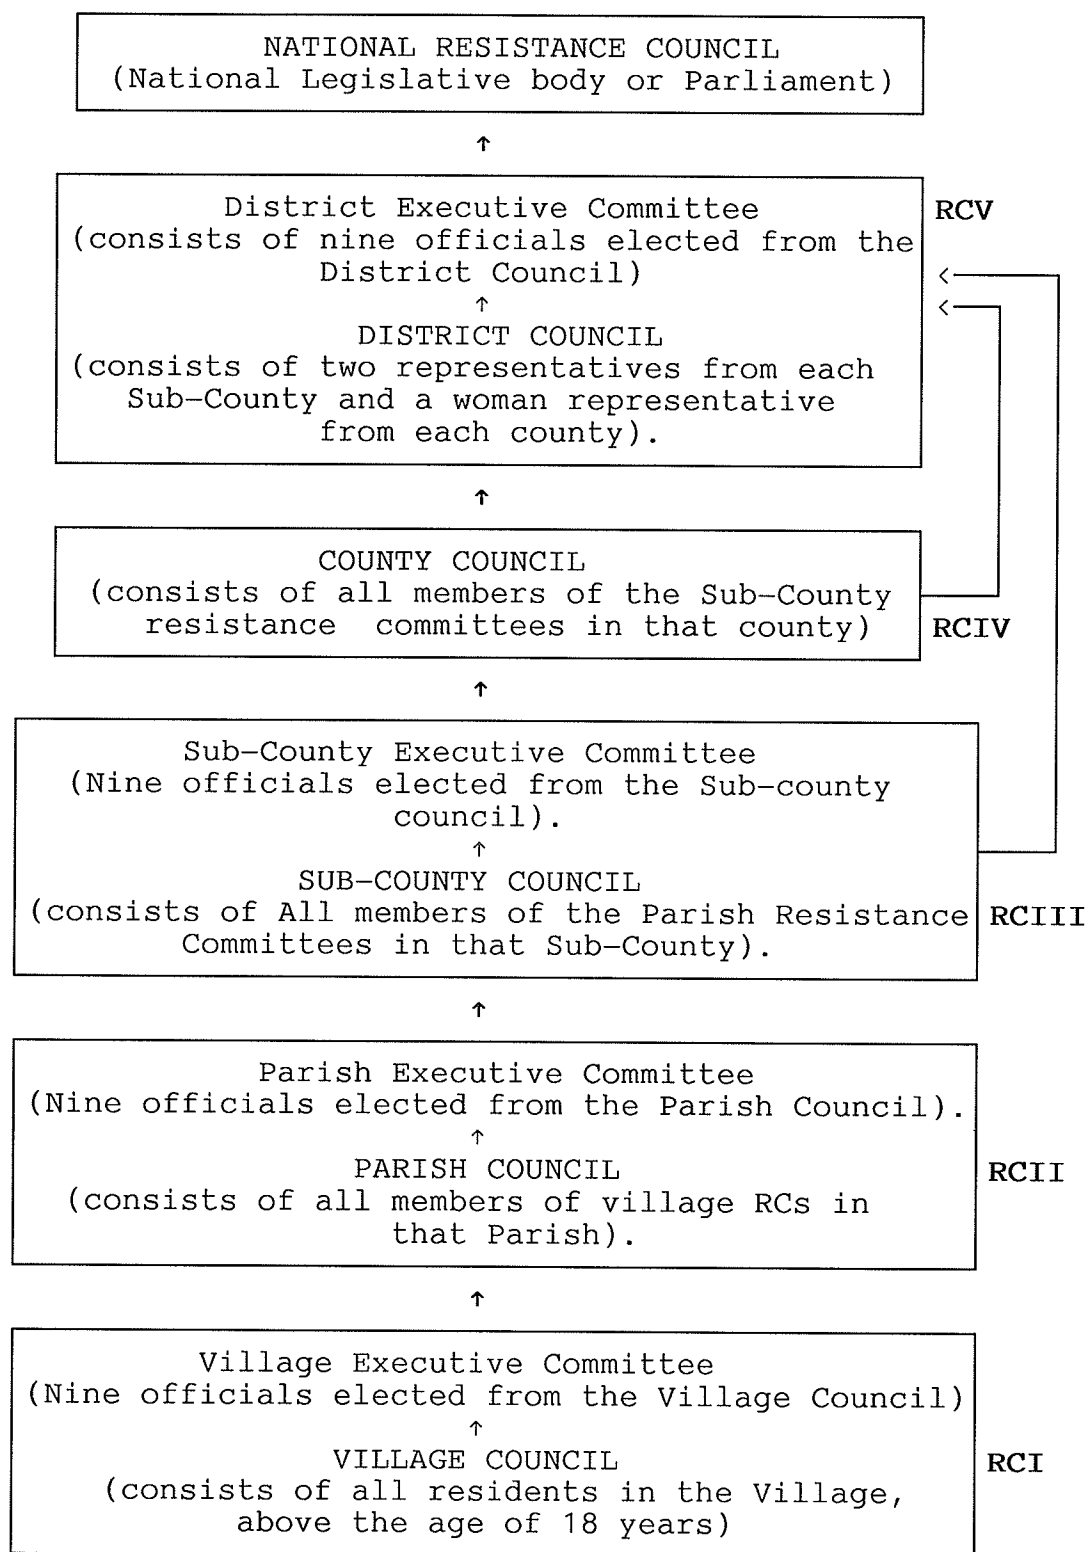 NATIONAL RESISTANCE COUNCIL
(National Legislative body or Parliament)
↑
District Executive Committee RCV
(consists of nine officials elected from the
District Council)
↑
DISTRICT COUNCIL
(consists of two representatives from each
Sub-County and a woman representative
from each county).
↑
COUNTY COUNCIL
(consists of all members of the Sub-County
resistance committees in that county) RCIV
↑
Sub-County Executive Committee
(Nine officials elected from the Sub-county
council).
↑
SUB-COUNTY COUNCIL
(consists of All members of the Parish Resistance RCIII
Committees in that Sub-County).
↑
Parish Executive Committee
(Nine officials elected from the Parish Council).
↑
PARISH COUNCIL RCII
(consists of all members of village RCs in
that Parish).
↑
Village Executive Committee
(Nine officials elected from the Village Council)
↑
VILLAGE COUNCIL RCI
(consists of all residents in the Village,
above the age of 18 years)